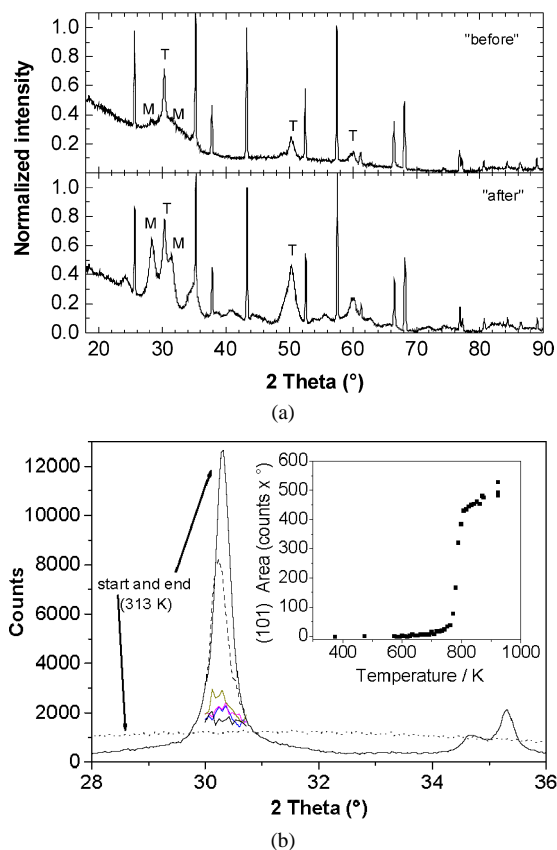 1.0
0.8
0.6
0.4
0.2
"before"
M T M T T
Normalized intensity
1.0
0.8
0.6
0.4
0.2
0.0
"after"
M T M T
20 30 40 50 60 70 80 90
2 Theta (°)
(a)
12000
10000
8000
6000
4000
2000
0
Counts
start and end
(313 K)
600
500
400
300
200
100
0
(101) Area (counts x °)
400 600 800 1000
Temperature / K
28 30 32 34 36
2 Theta (°)
(b)